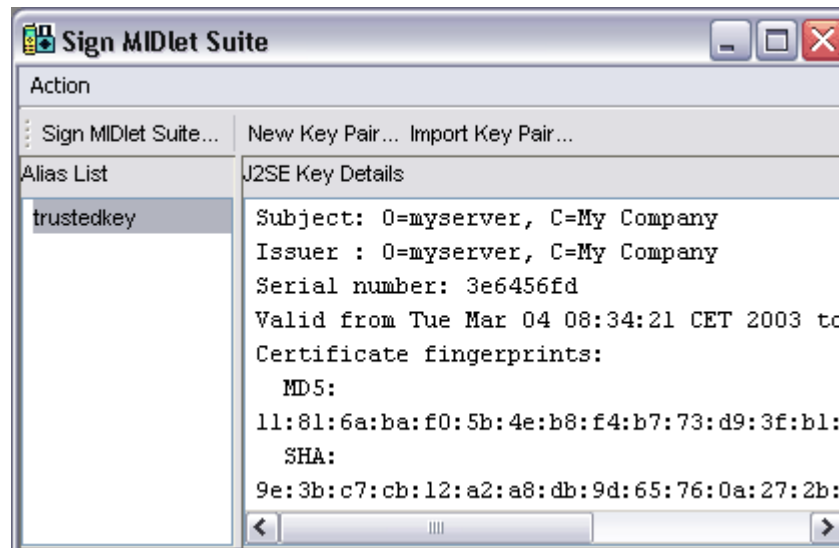 Sign MIDlet Suite
Action
Sign MIDlet Suite... New Key Pair... Import Key Pair...
Alias List
J2SE Key Details
trustedkey
Subject: O=myserver, C=My Company
Issuer : O=myserver, C=My Company
Serial number: 3e6456fd
Valid from Tue Mar 04 08:34:21 CET 2003 to
Certificate fingerprints:
MD5:
11:81:6a:ba:f0:5b:4e:b8:f4:b7:73:d9:3f:b1:
SHA:
9e:3b:c7:cb:12:a2:a8:db:9d:65:76:0a:27:2b: